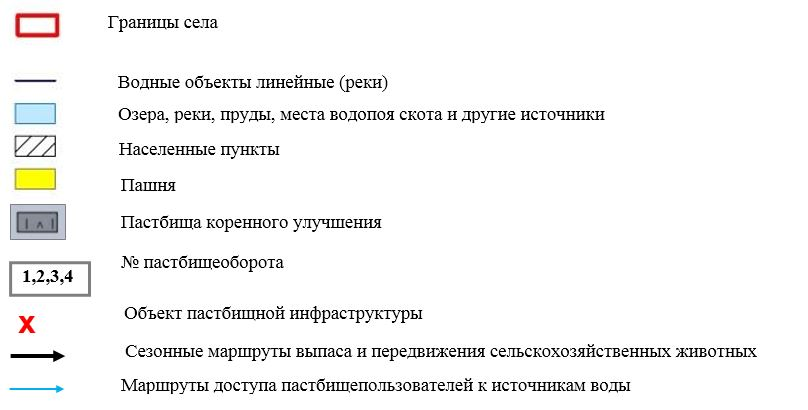 Границы села
Водные объекты линейные (реки)
Озера, реки, пруды, места водопоя скота и другие источники
Населенные пункты
Пашня
Пастбища коренного улучшения
1,2,3,4 № пастбищеоборота
X Объект пастбищной инфраструктуры
Сезонные маршруты выпаса и передвижения сельскохозяйственных животных
Маршруты доступа пастбищепользователей к источникам воды